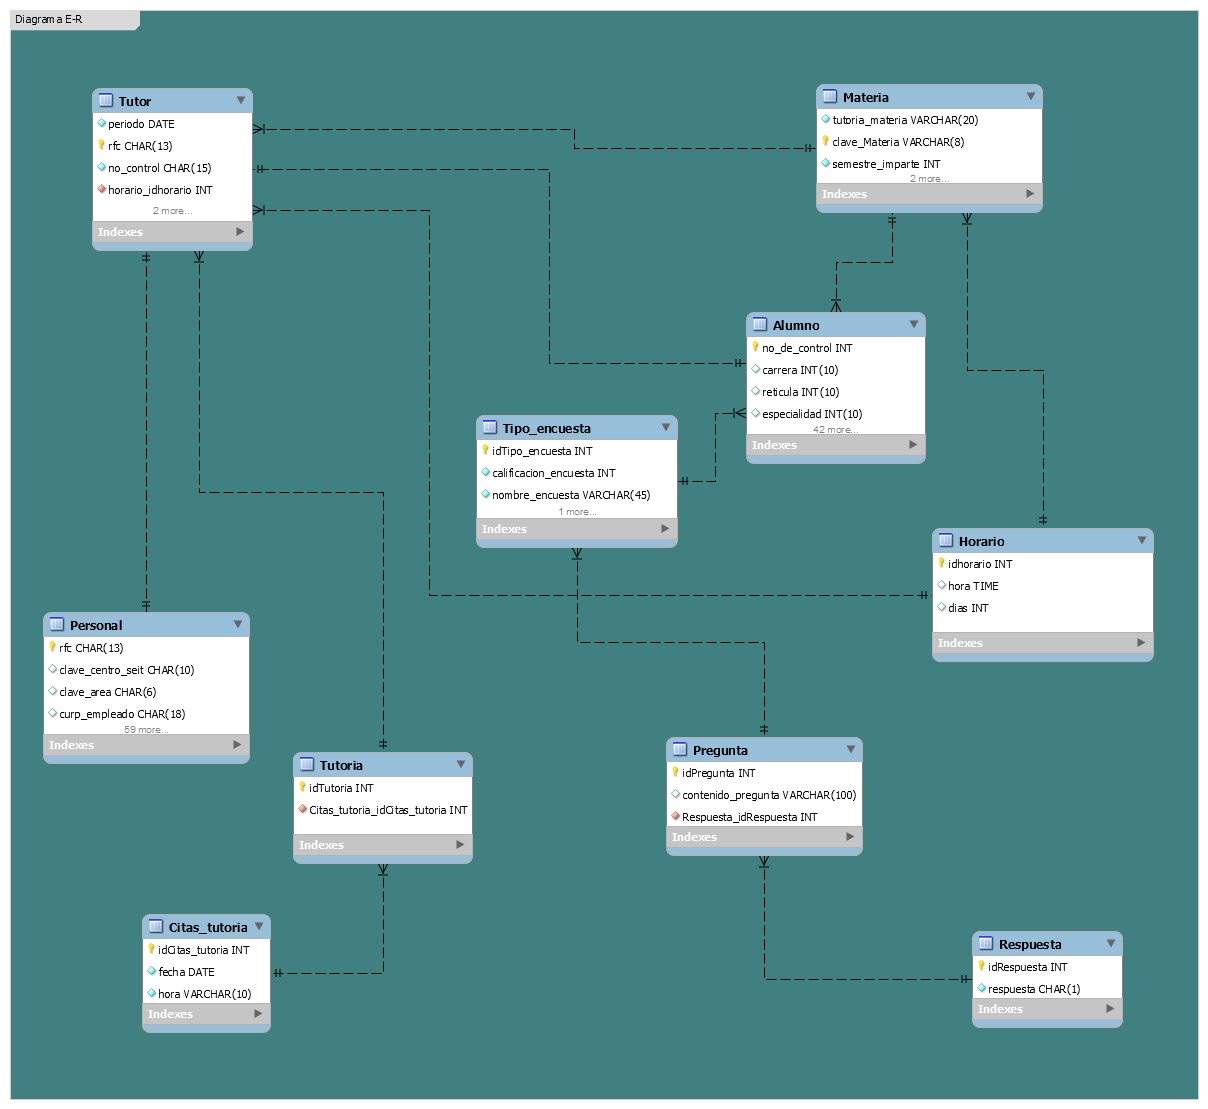 Diagrama E-R
Tutor
periodo DATE
rfc CHAR(13)
no_control CHAR(15)
horario_idhorario INT
2 more...
Indexes
Materia
tutoria_materia VARCHAR(20)
clave_Materia VARCHAR(8)
semestre_imparte INT
2 more...
Indexes
Alumno
no_de_control INT
carrera INT(10)
reticula INT(10)
especialidad INT(10)
42 more...
Indexes
Tipo_encuesta
idTipo_encuesta INT
calificacion_encuesta INT
nombre_encuesta VARCHAR(45)
1 more...
Indexes
Horario
idhorario INT
hora TIME
dias INT
Indexes
Personal
rfc CHAR(13)
clave_centro_seit CHAR(10)
clave_area CHAR(6)
curp_empleado CHAR(18)
59 more...
Indexes
Tutoria
idTutoria INT
Citas_tutoria_idCitas_tutoria INT
Indexes
Pregunta
idPregunta INT
contenido_pregunta VARCHAR(100)
Respuesta_idRespuesta INT
Indexes
Citas_tutoria
idCitas_tutoria INT
fecha DATE
hora VARCHAR(10)
Indexes
Respuesta
idRespuesta INT
respuesta CHAR(1)
Indexes